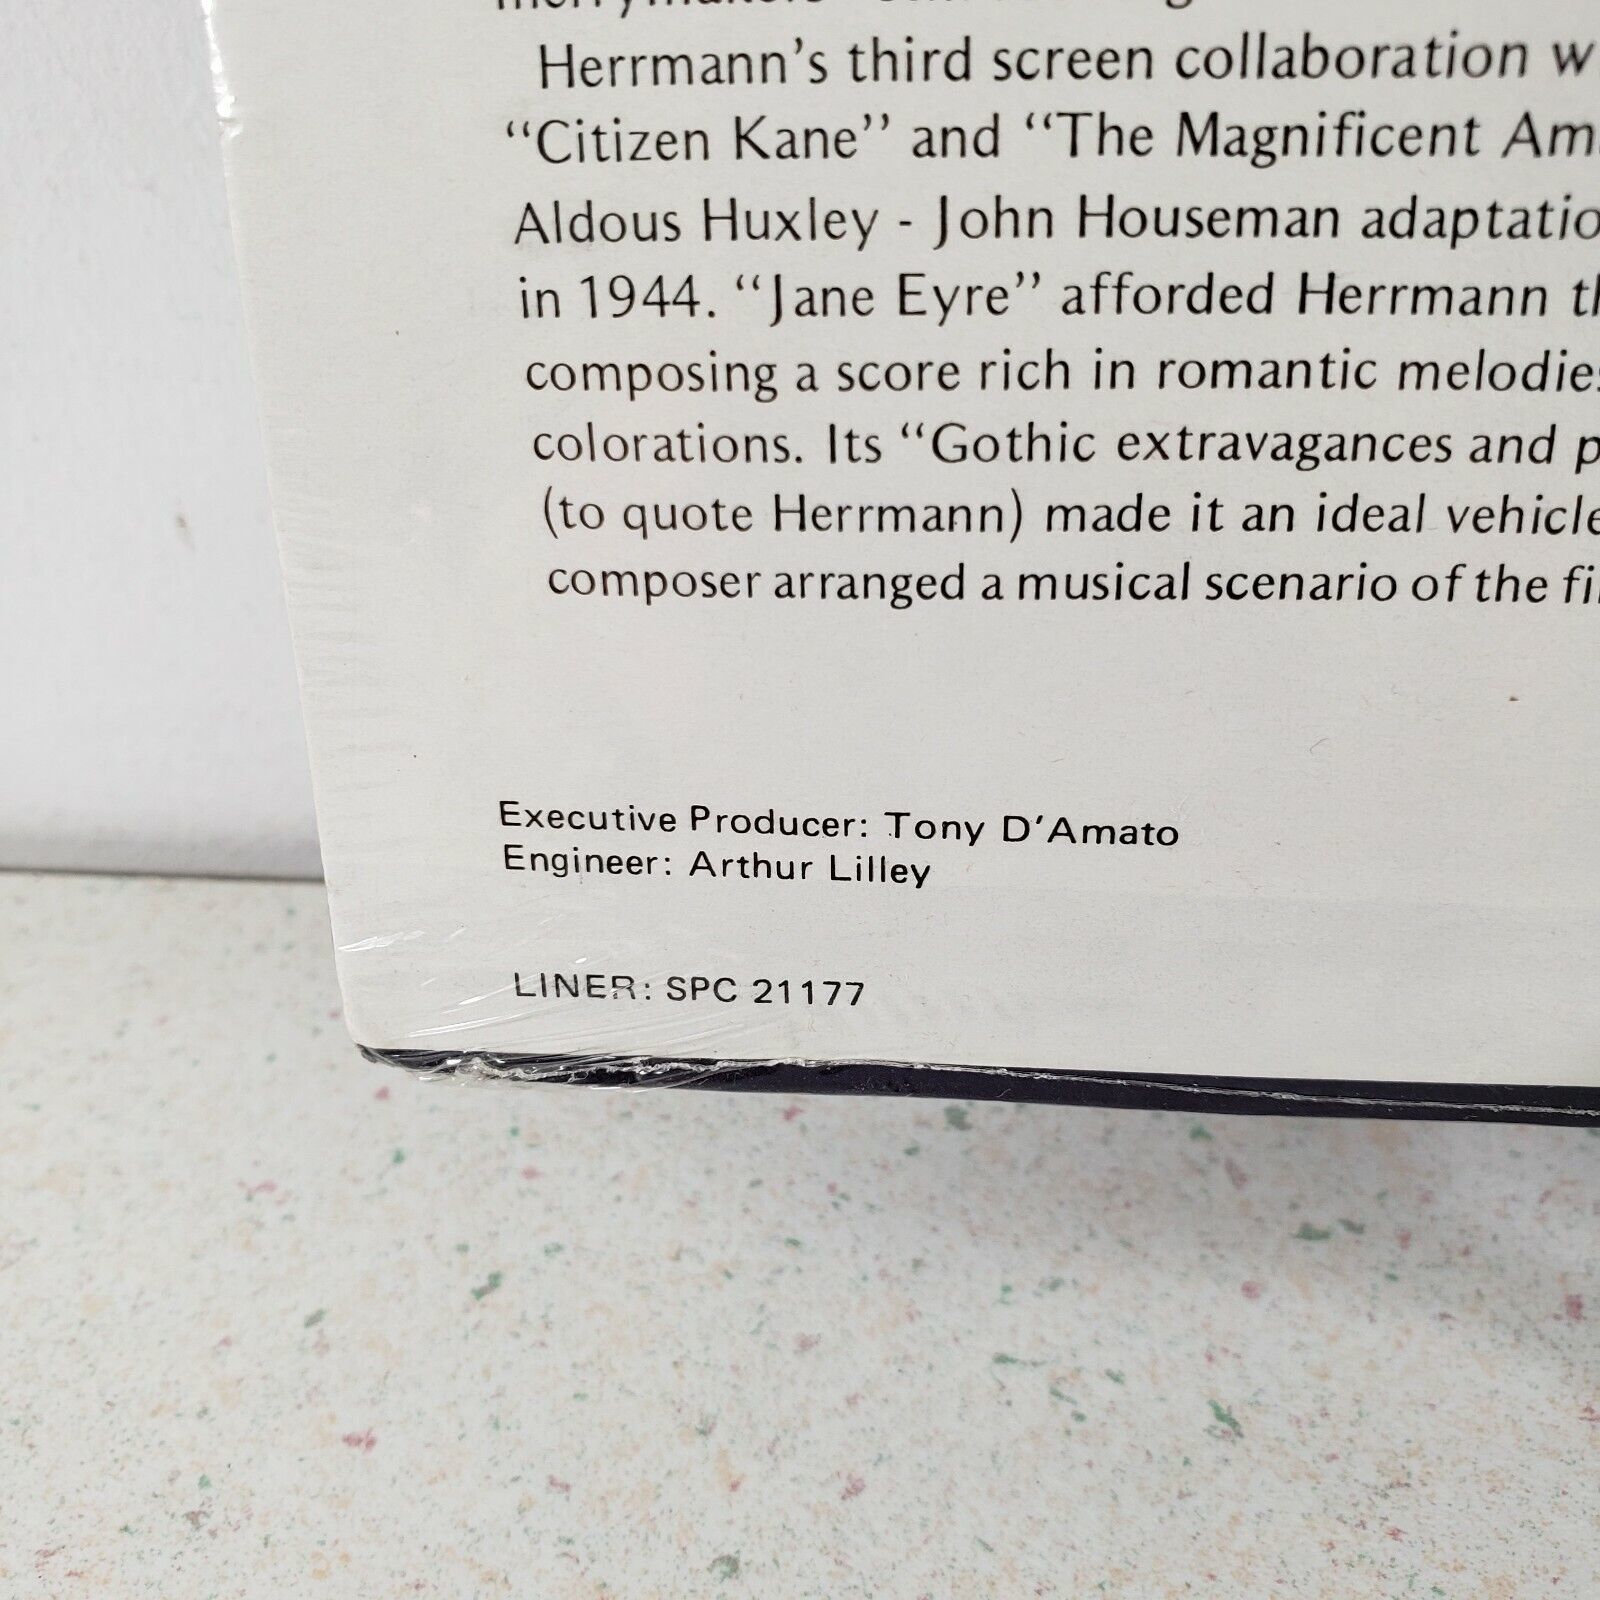 Herrmann's third screen collaboration w
"Citizen Kane" and "The Magnificent Am
Aldous Huxley - John Houseman adaptatio
in 1944. "Jane Eyre" afforded Herrmann th
composing a score rich in romantic melodies
colorations. Its "Gothic extravagances and p
(to quote Herrmann) made it an ideal vehicle
composer arranged a musical scenario of the fil
Executive Producer: Tony D'Amato
Engineer: Arthur Lilley
LINER: SPC 21177